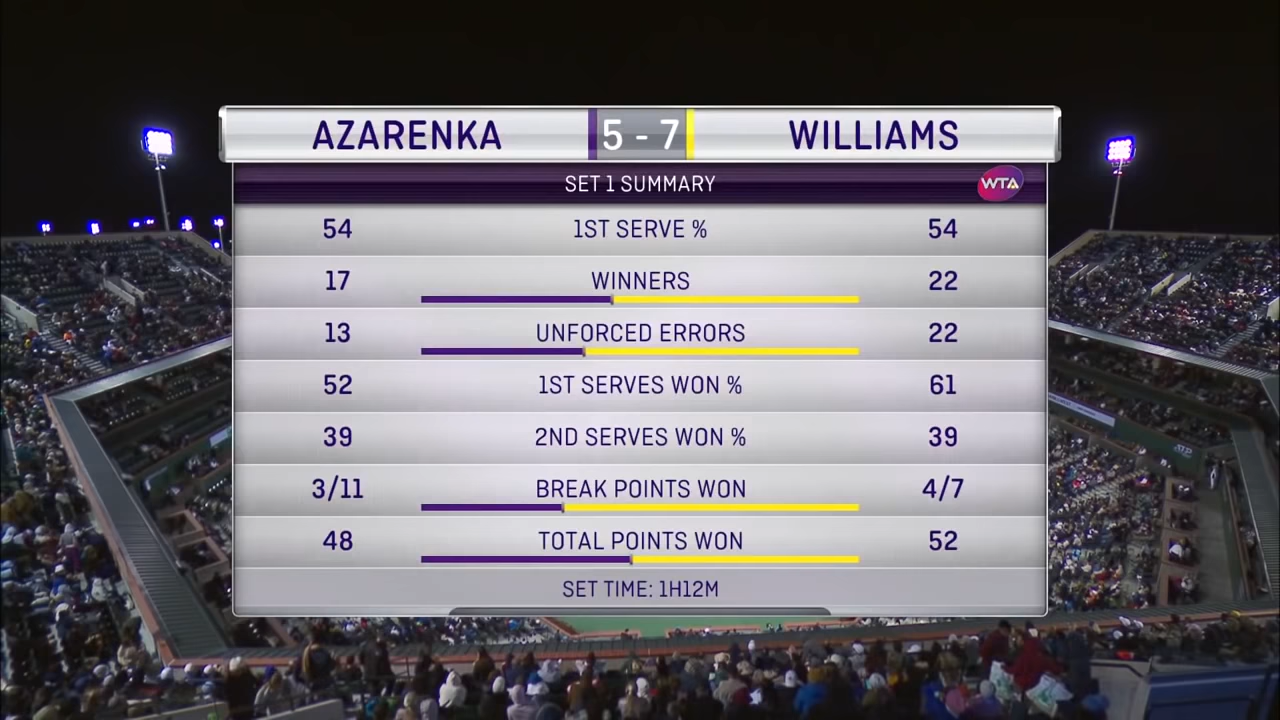 AZARENKA 5 - 7 WILLIAMS
SET 1 SUMMARY WTA
54 1ST SERVE % 54
17 WINNERS 22
13 UNFORCED ERRORS 22
52 1ST SERVES WON % 61
39 2ND SERVES WON % 39
3/11 BREAK POINTS WON 4/7
48 TOTAL POINTS WON 52
SET TIME: 1H12M
ATP